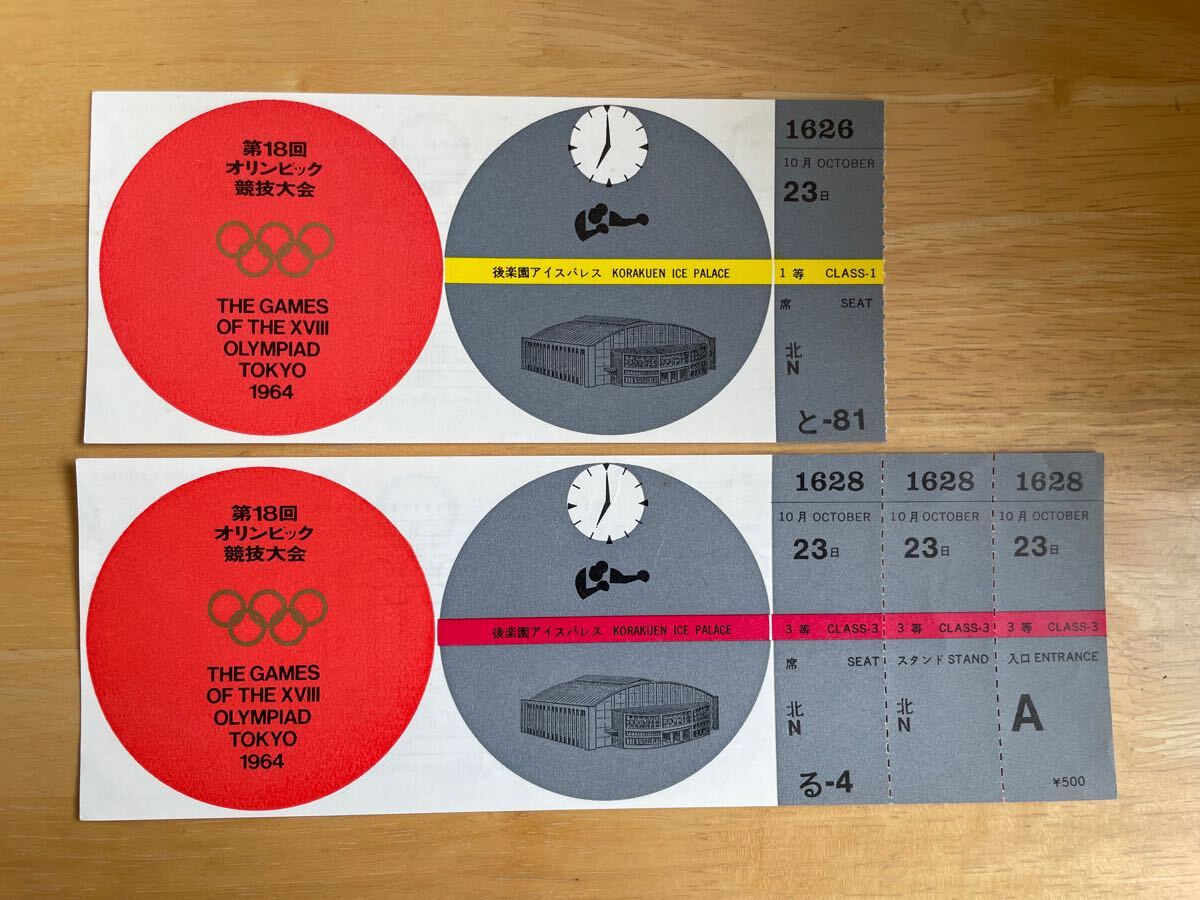 第18回
オリンピック
競技大会
THE GAMES
OF THE XVIII
OLYMPIAD
TOKYO
1964
後楽園アイスパレス KORAKUEN ICE PALACE
1626
10月 OCTOBER
23日
1等 CLASS-1
席 SEAT
北
N
と-81
第18回
オリンピック
競技大会
THE GAMES
OF THE XVIII
OLYMPIAD
TOKYO
1964
後楽園アイスパレス KORAKUEN ICE PALACE
1628
10月 OCTOBER
23日
3等 CLASS-3
席 SEAT
北
N
る-4
1628
10月 OCTOBER
23日
3等 CLASS-3
スタンド STAND
北
N
1628
10月 OCTOBER
23日
3等 CLASS-3
入口 ENTRANCE
A
¥500